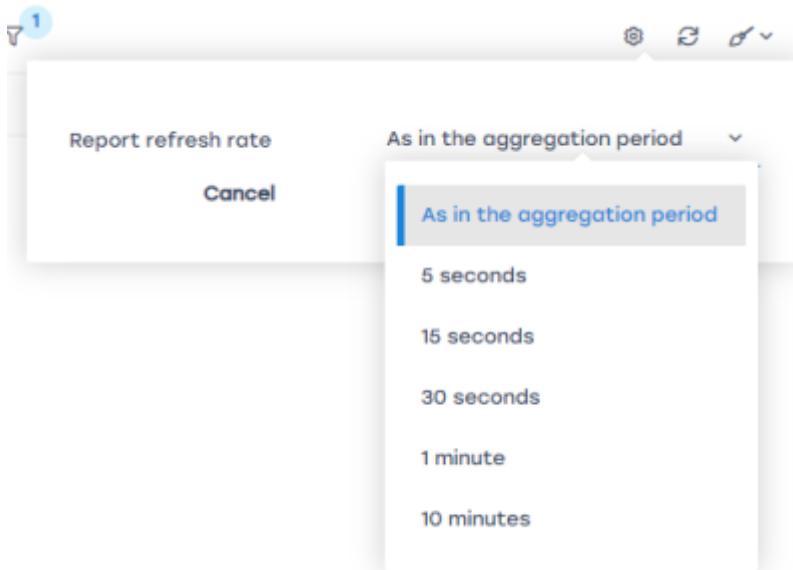 1
Report refresh rate
As in the aggregation period
Cancel
As in the aggregation period
5 seconds
15 seconds
30 seconds
1 minute
10 minutes